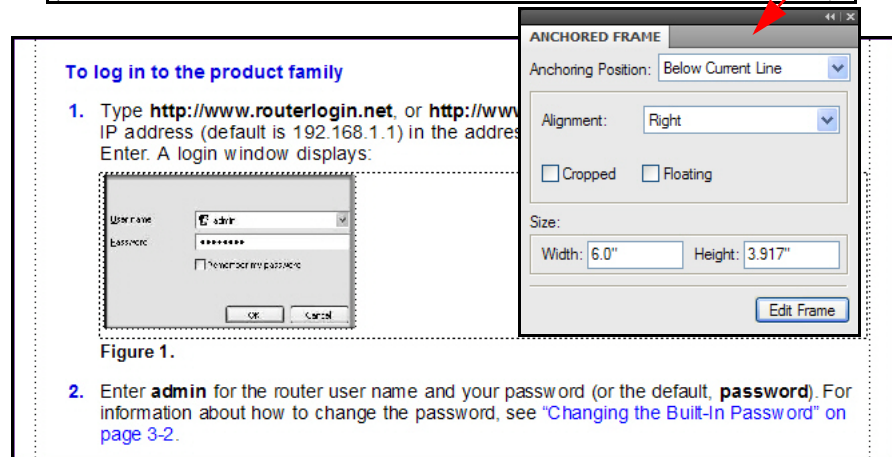 ANCHORED FRAME
Anchoring Position: Below Current Line
Alignment: Right
Cropped Floating
Size:
Width: 6.0" Height: 3.917"
Edit Frame
To log in to the product family
1. Type http://www.routerlogin.net, or http://www
IP address (default is 192.168.1.1) in the addres
Enter. A login window displays:
User name admin
Password
Remember my password
OK Cancel
Figure 1.
2. Enter admin for the router user name and your password (or the default, password). For
information about how to change the password, see “Changing the Built-In Password” on
page 3-2.